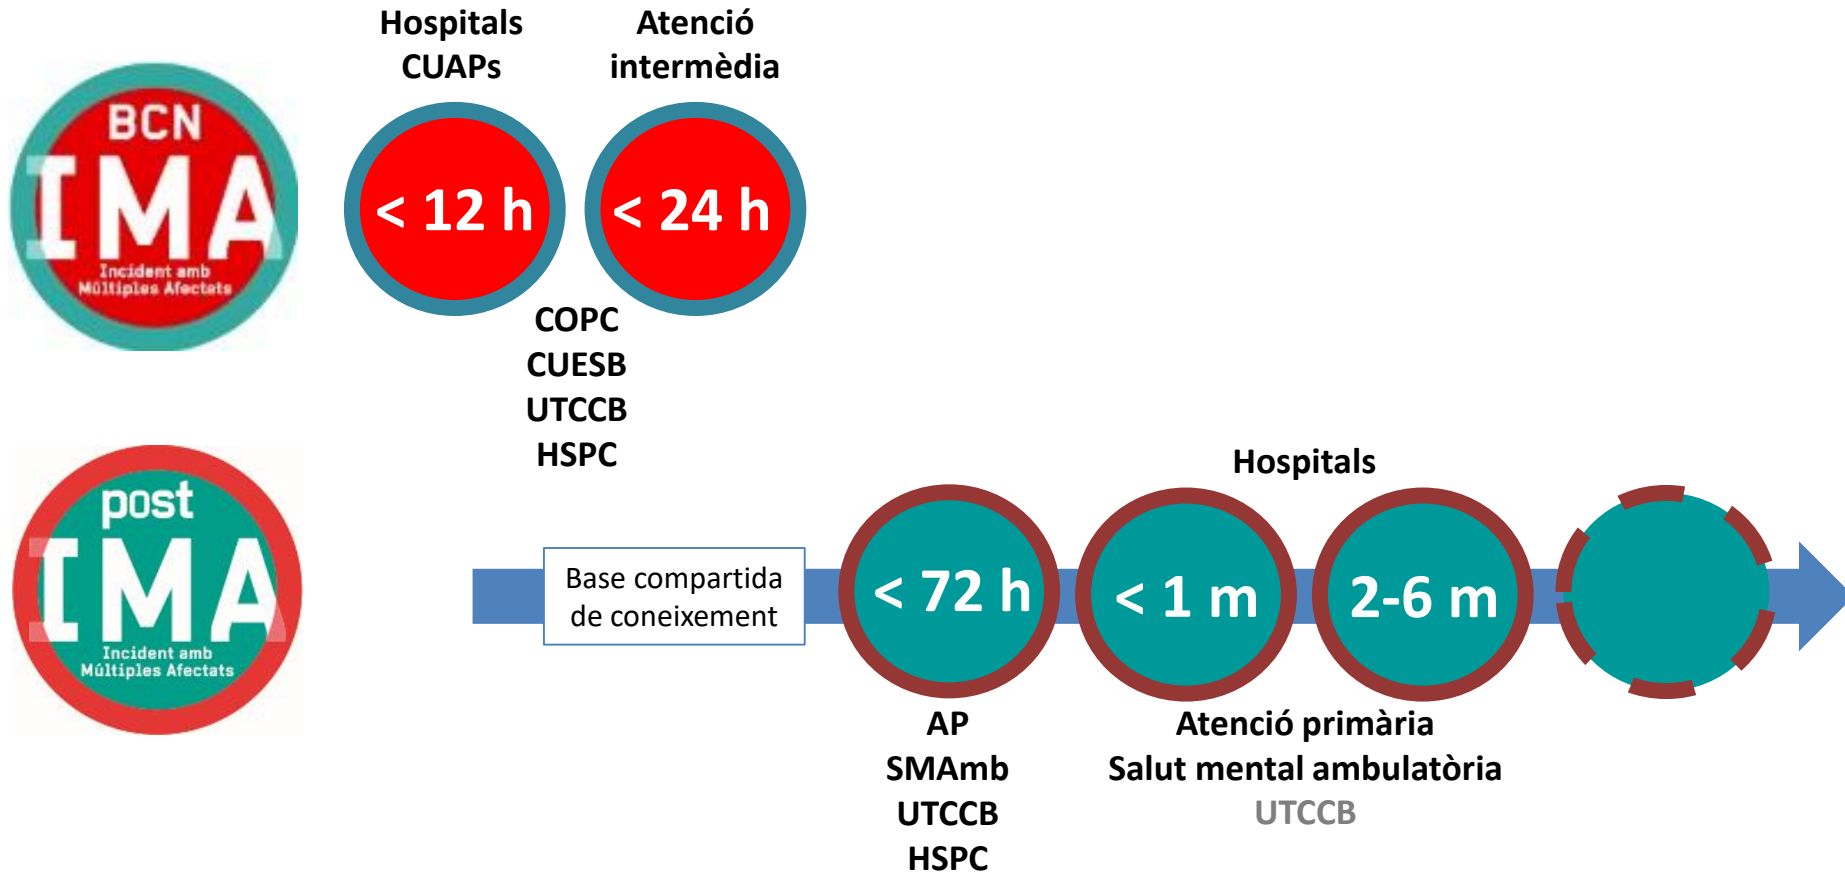 Hospitals
CUAPs
Atenció
intermèdia
BCN
IMA
Incident amb
Múltiples Afectats
< 12 h
< 24 h
COPC
CUESB
UTCCB
HSPC
post
IMA
Incident amb
Múltiples Afectats
Hospitals
Base compartida
de coneixement
< 72 h
< 1 m
2-6 m
AP
SMAmb
UTCCB
HSPC
Atenció primària
Salut mental ambulatòria
UTCCB